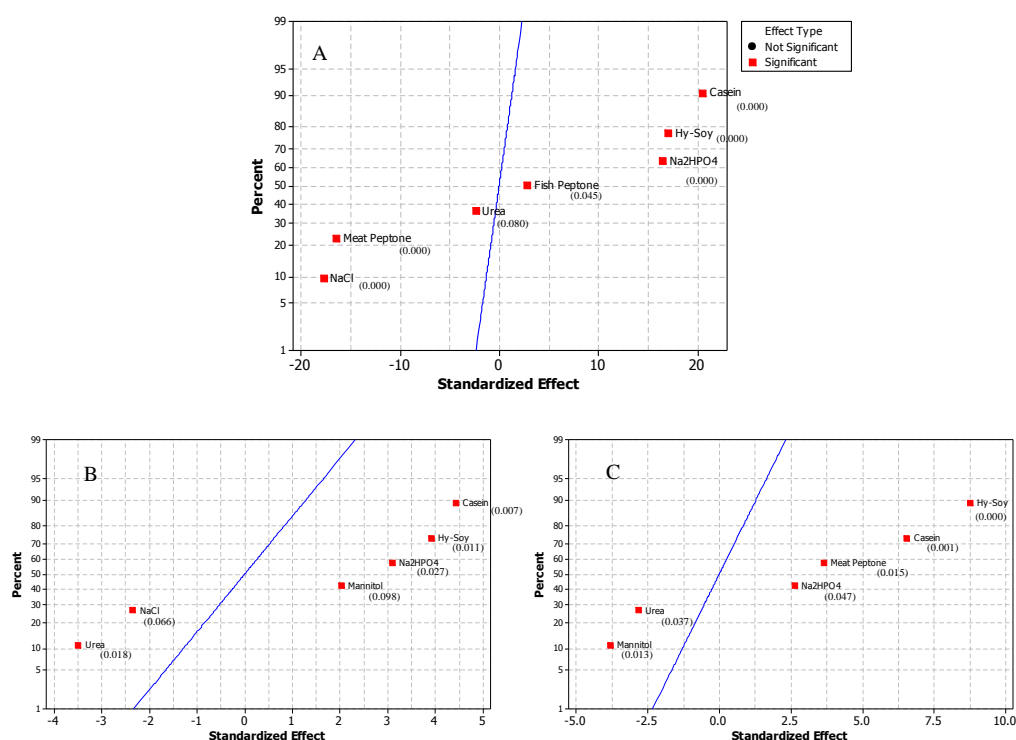 A
Effect Type
Not Significant
Significant
99
95
90
80
70
60
50
40
30
20
10
5
1
Percent
Casein
(0.000)
Hy-Soy (0.000)
Na2HPO4
(0.000)
Fish Peptone
(0.045)
Urea
(0.080)
Meat Peptone
(0.000)
NaCl (0.000)
-20 -10 0 10 20
Standardized Effect
B
99
95
90
80
70
60
50
40
30
20
10
5
1
Percent
Casein
(0.007)
Hy-Soy
(0.011)
Na2HPO4
(0.027)
Mannitol
(0.098)
NaCl
(0.066)
Urea
(0.018)
-4 -3 -2 -1 0 1 2 3 4 5
Standardized Effect
C
99
95
90
80
70
60
50
40
30
20
10
5
1
Percent
Hy-Soy
(0.000)
Casein
(0.001)
Meat Peptone
(0.015)
Na2HPO4
(0.047)
Urea
(0.037)
Mannitol
(0.013)
-5.0 -2.5 0.0 2.5 5.0 7.5 10.0
Standardized Effect